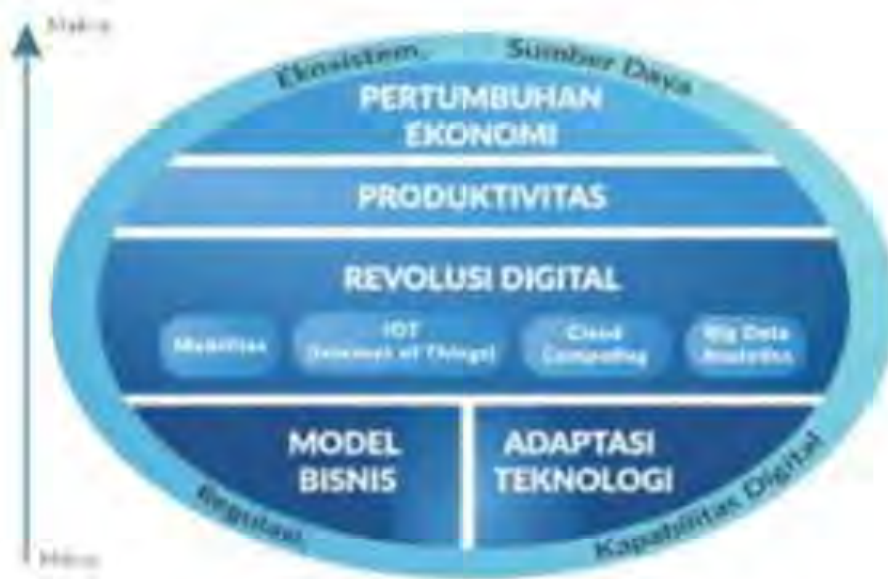 Makro
Ekosistem,
Sumber Daya
PERTUMBUHAN
EKONOMI
PRODUKTIVITAS
REVOLUSI DIGITAL
Mobilitas
IOT
(Internet of Things)
Cloud
Computing
Big Data
Analytics
MODEL
BISNIS
ADAPTASI
TEKNOLOGI
Regulasi,
Kapabilitas Digital
Mikro